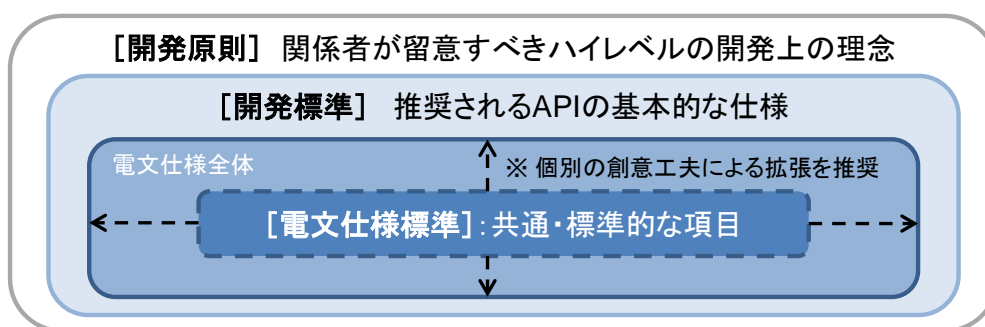 ［開発原則］ 関係者が留意すべきハイレベルの開発上の理念
［開発標準］ 推奨されるAPIの基本的な仕様
電文仕様全体
※ 個別の創意工夫による拡張を推奨
［電文仕様標準］：共通・標準的な項目